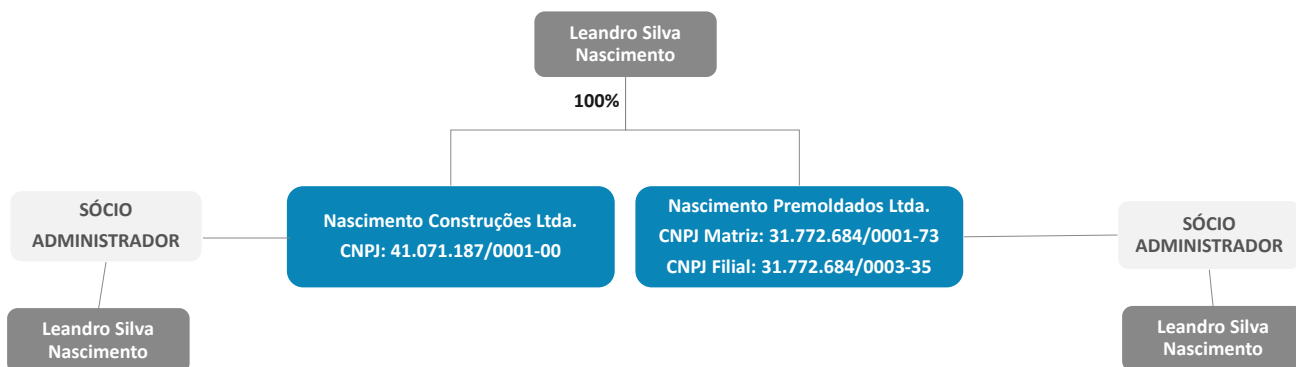 Leandro Silva
Nascimento
100%
SÓCIO
ADMINISTRADOR
Nascimento Construções Ltda.
CNPJ: 41.071.187/0001-00
Nascimento Premoldados Ltda.
CNPJ Matriz: 31.772.684/0001-73
CNPJ Filial: 31.772.684/0003-35
SÓCIO
ADMINISTRADOR
Leandro Silva
Nascimento
Leandro Silva
Nascimento